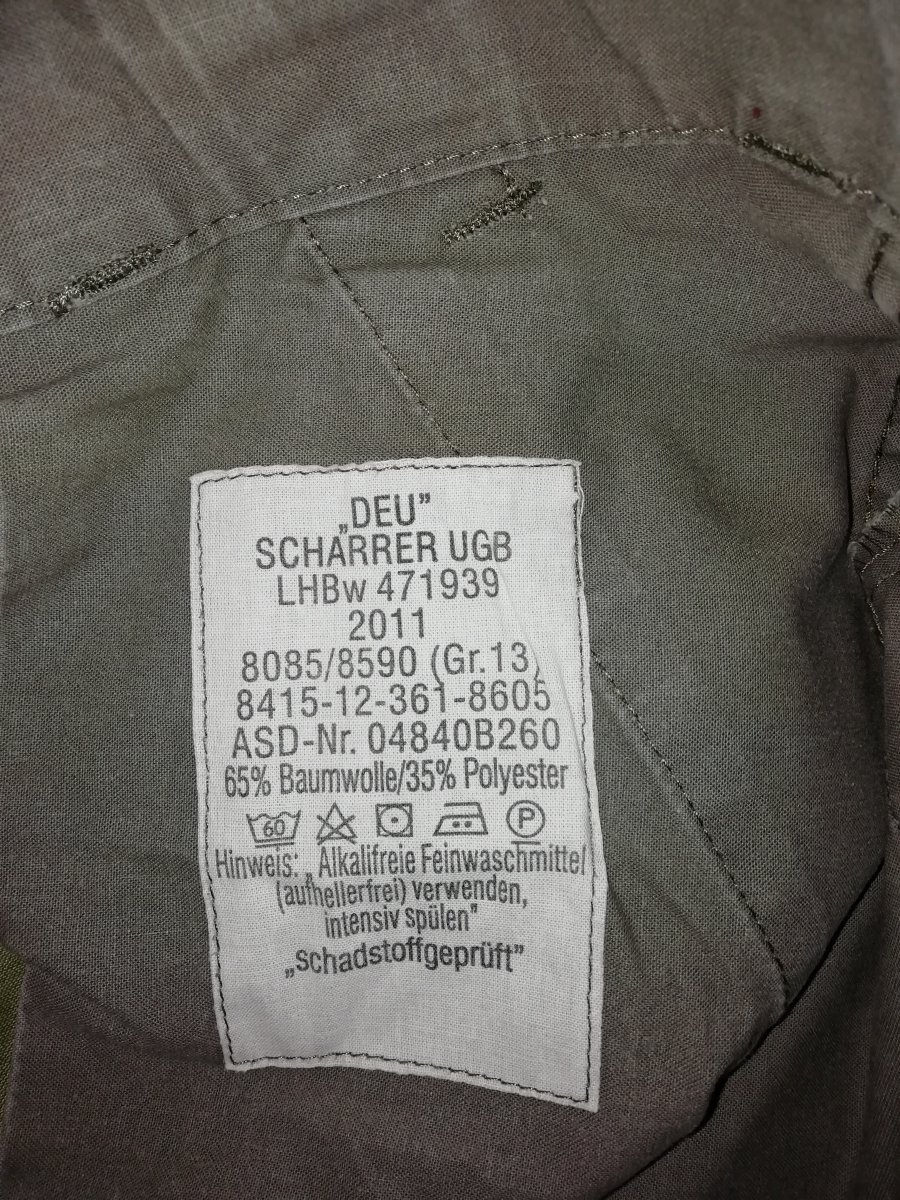 „DEU”
SCHARRER UGB
LHBw 471939
2011
8085/8590 (Gr.13)
8415-12-361-8605
ASD-Nr. 04840B260
65% Baumwolle/35% Polyester
60 P
Hinweis: „Alkalifreie Feinwaschmittel
(aufhellerfrei) verwenden,
intensiv spülen”
„Schadstoffgeprüft”